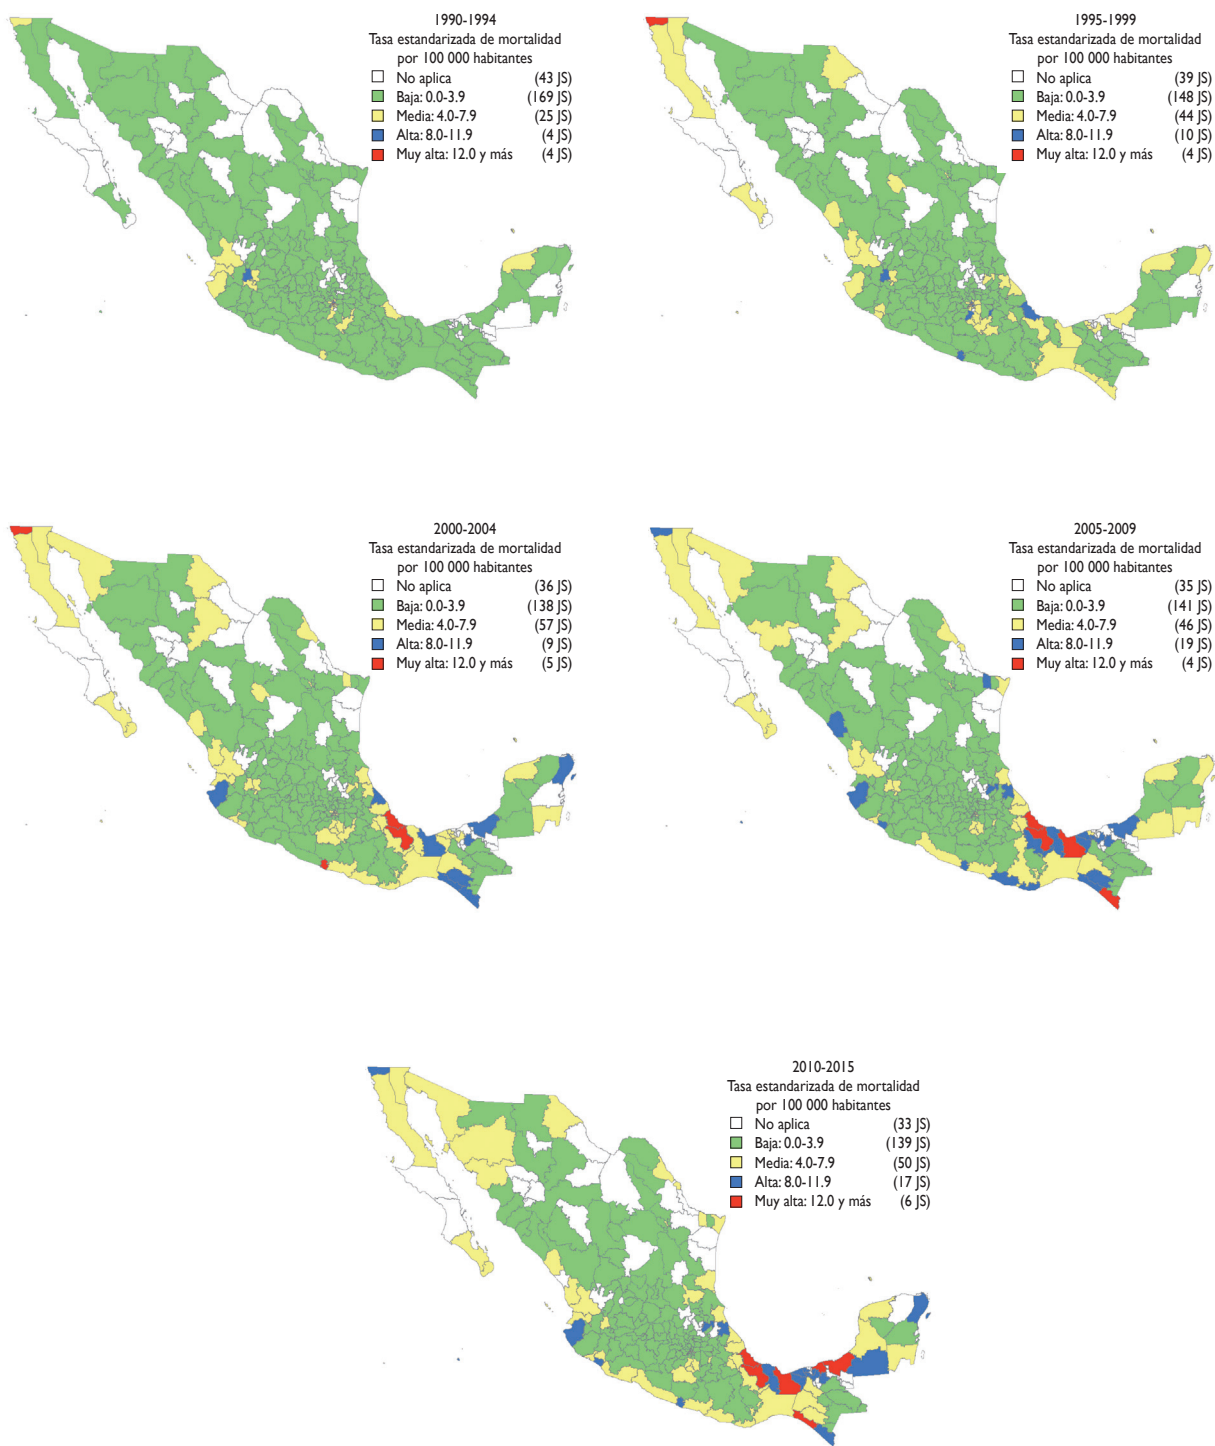 1990-1994
Tasa estandarizada de mortalidad
por 100 000 habitantes
No aplica (43 JS)
Baja: 0.0-3.9 (169 JS)
Media: 4.0-7.9 (25 JS)
Alta: 8.0-11.9 (4 JS)
Muy alta: 12.0 y más (4 JS)
1995-1999
Tasa estandarizada de mortalidad
por 100 000 habitantes
No aplica (39 JS)
Baja: 0.0-3.9 (148 JS)
Media: 4.0-7.9 (44 JS)
Alta: 8.0-11.9 (10 JS)
Muy alta: 12.0 y más (4 JS)
2000-2004
Tasa estandarizada de mortalidad
por 100 000 habitantes
No aplica (36 JS)
Baja: 0.0-3.9 (138 JS)
Media: 4.0-7.9 (57 JS)
Alta: 8.0-11.9 (9 JS)
Muy alta: 12.0 y más (5 JS)
2005-2009
Tasa estandarizada de mortalidad
por 100 000 habitantes
No aplica (35 JS)
Baja: 0.0-3.9 (141 JS)
Media: 4.0-7.9 (46 JS)
Alta: 8.0-11.9 (19 JS)
Muy alta: 12.0 y más (4 JS)
2010-2015
Tasa estandarizada de mortalidad
por 100 000 habitantes
No aplica (33 JS)
Baja: 0.0-3.9 (139 JS)
Media: 4.0-7.9 (50 JS)
Alta: 8.0-11.9 (17 JS)
Muy alta: 12.0 y más (6 JS)